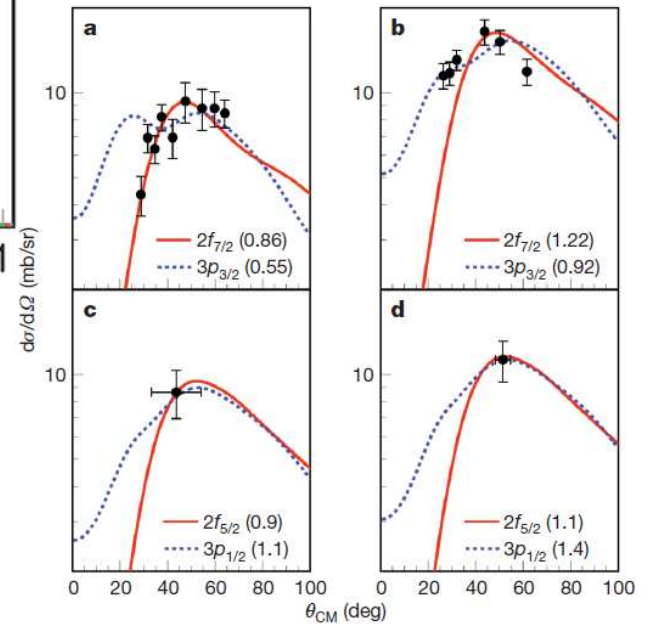 a
10
2f7/2 (0.86)
3p3/2 (0.55)
b
10
2f7/2 (1.22)
3p3/2 (0.92)
dσ/dΩ (mb/sr)
c
10
2f5/2 (0.9)
3p1/2 (1.1)
0 20 40 60 80 100
d
10
2f5/2 (1.1)
3p1/2 (1.4)
0 20 40 60 80 100
θCM (deg)